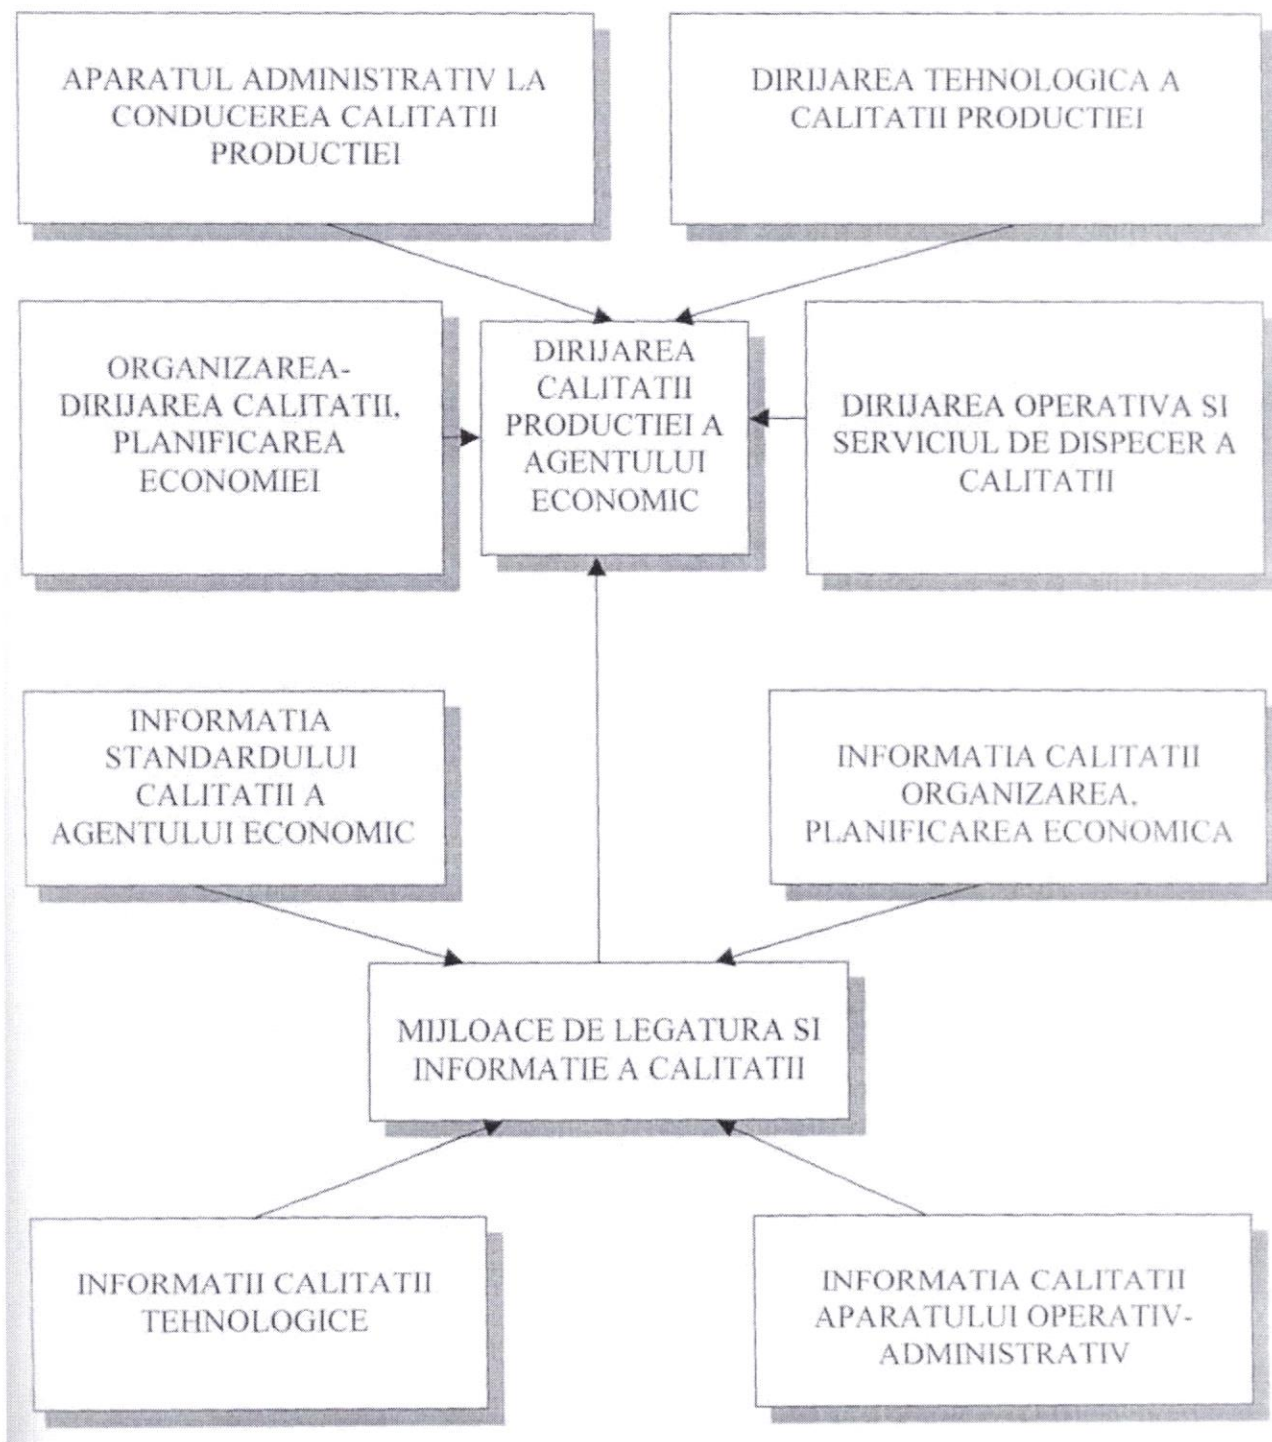 APARATUL ADMINISTRATIV LA
CONDUCEREA CALITATII
PRODUCTIEI
DIRIJAREA TEHNOLOGICA A
CALITATII PRODUCTIEI
ORGANIZAREA-
DIRIJAREA CALITATII,
PLANIFICAREA
ECONOMIEI
DIRIJAREA
CALITATII
PRODUCTIEI A
AGENTULUI
ECONOMIC
DIRIJAREA OPERATIVA SI
SERVICIUL DE DISPECER A
CALITATII
INFORMATIA
STANDARDULUI
CALITATII A
AGENTULUI ECONOMIC
INFORMATIA CALITATII
ORGANIZAREA,
PLANIFICAREA ECONOMICA
MIJLOACE DE LEGATURA SI
INFORMATIE A CALITATII
INFORMATII CALITATII
TEHNOLOGICE
INFORMATIA CALITATII
APARATULUI OPERATIV-
ADMINISTRATIV